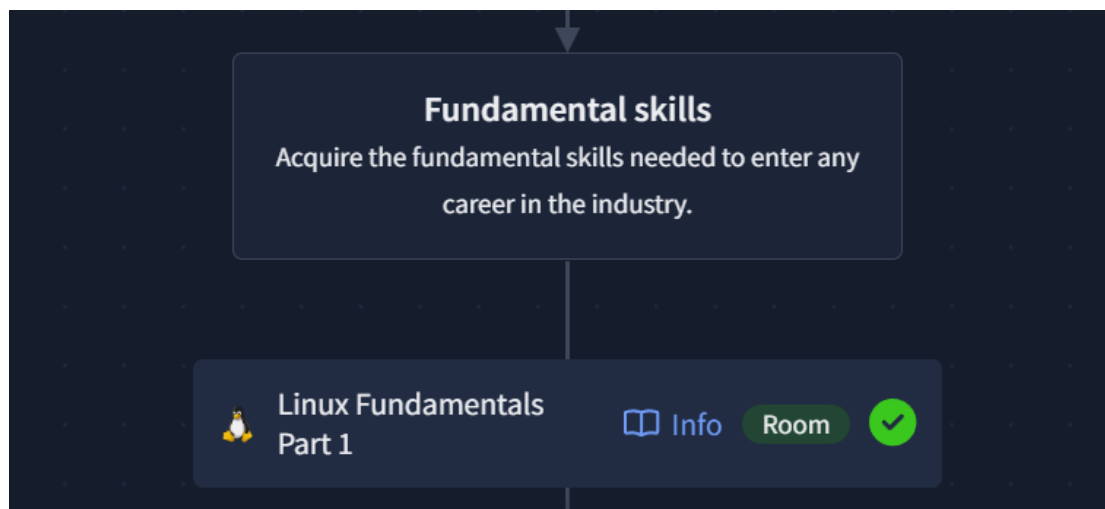 Fundamental skills
Acquire the fundamental skills needed to enter any
career in the industry.
Linux Fundamentals
Part 1
Info
Room